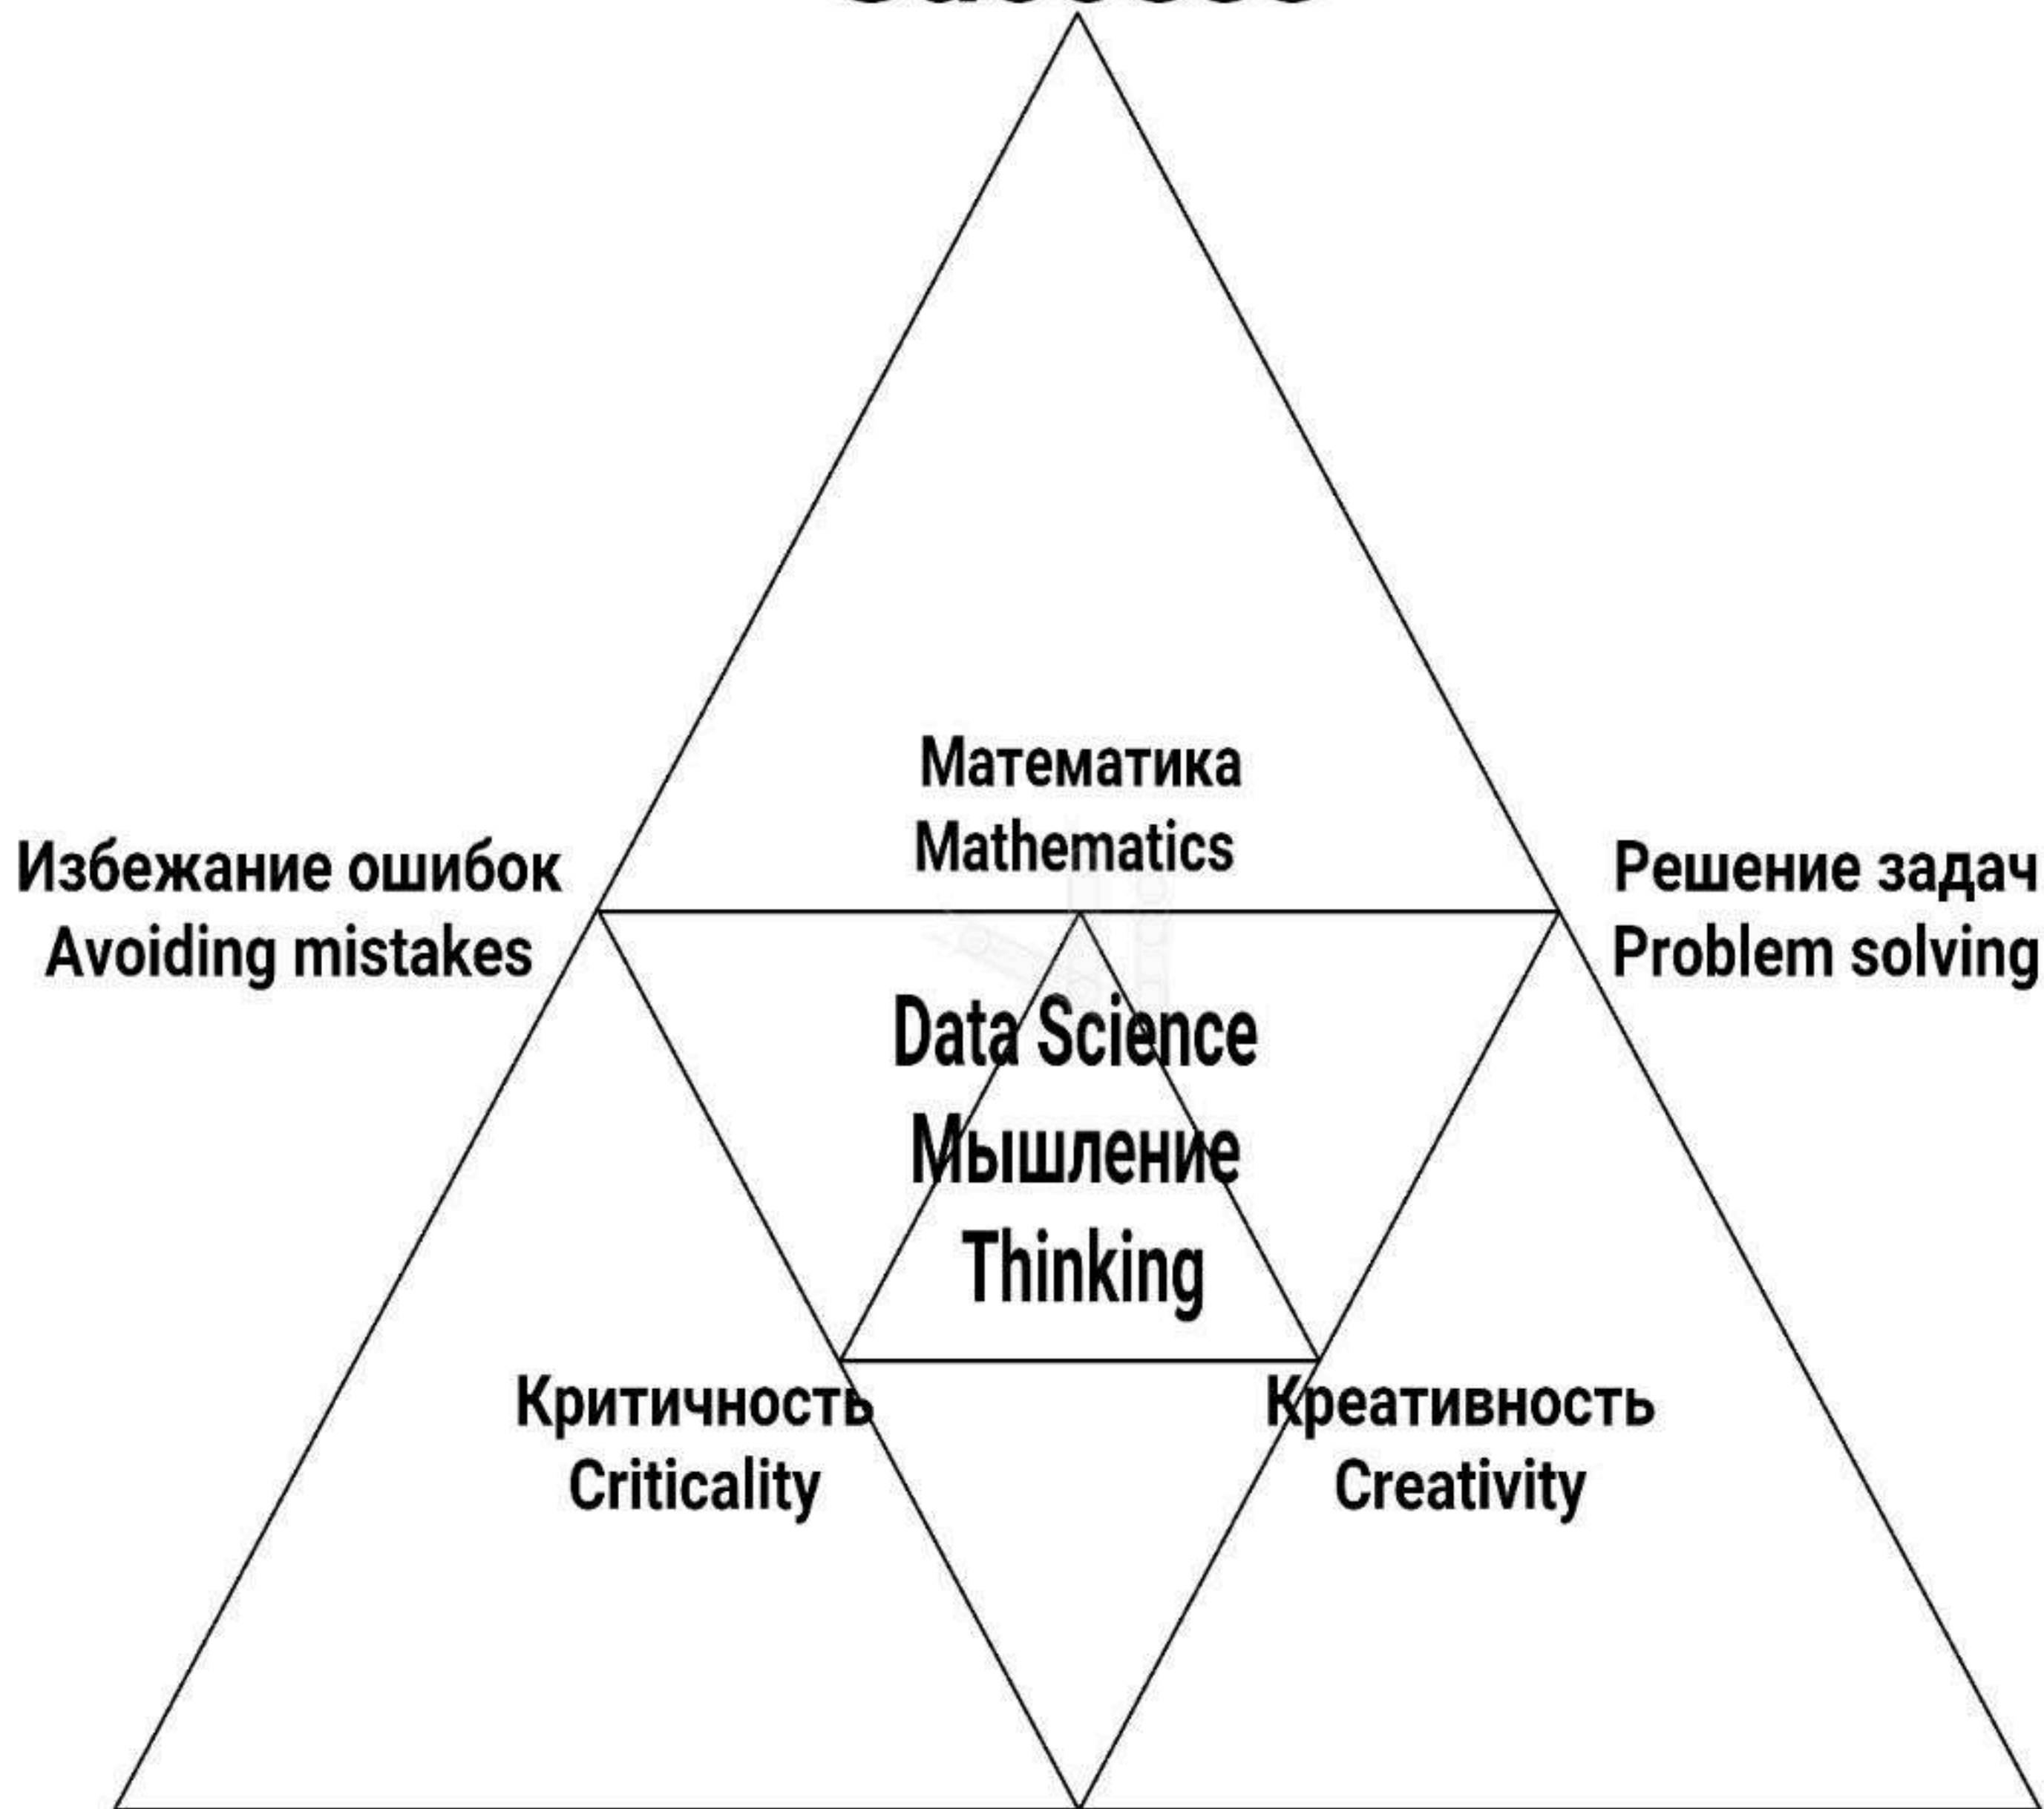 Математика
Mathematics
Избежание ошибок
Avoiding mistakes
Решение задач
Problem solving
Data Science
Мышление
Thinking
Критичность
Criticality
Креативность
Creativity